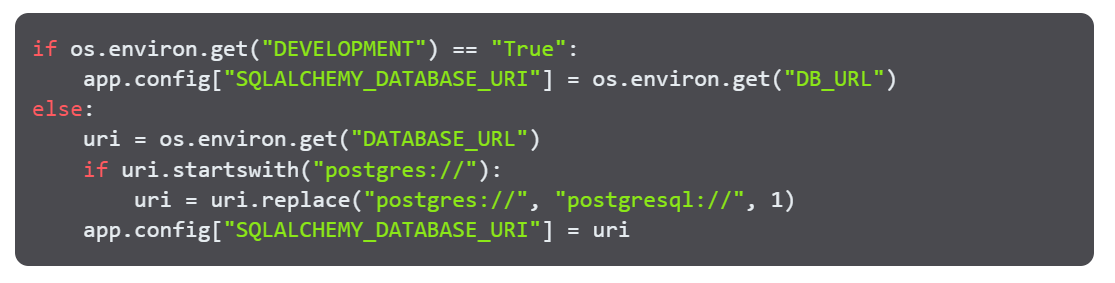 if os.environ.get("DEVELOPMENT") == "True":
    app.config["SQLALCHEMY_DATABASE_URI"] = os.environ.get("DB_URL")
else:
    uri = os.environ.get("DATABASE_URL")
    if uri.startswith("postgres://"):
        uri = uri.replace("postgres://", "postgresql://", 1)
    app.config["SQLALCHEMY_DATABASE_URI"] = uri